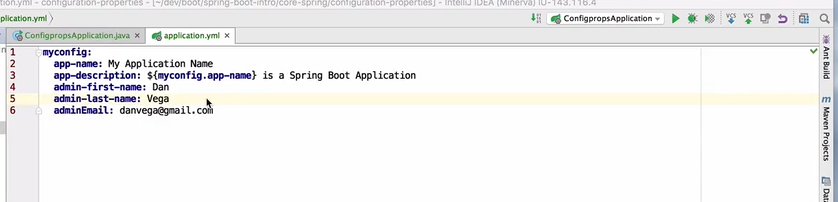 tion.yml - configuration-properties - [~/dev/boot/spring-boot-intro/core-spring/configuration-properties] - IntelliJ IDEA (Minerva) IU-143.116.4
plication.yml
ConfigpropsApplication
ConfigpropsApplication.java
application.yml
1 myconfig:
2 app-name: My Application Name
3 app-description: ${myconfig.app-name} is a Spring Boot Application
4 admin-first-name: Dan
5 admin-last-name: Vega
6 adminEmail: danvega@gmail.com
VCS
VCS
Ant Build
Maven Projects